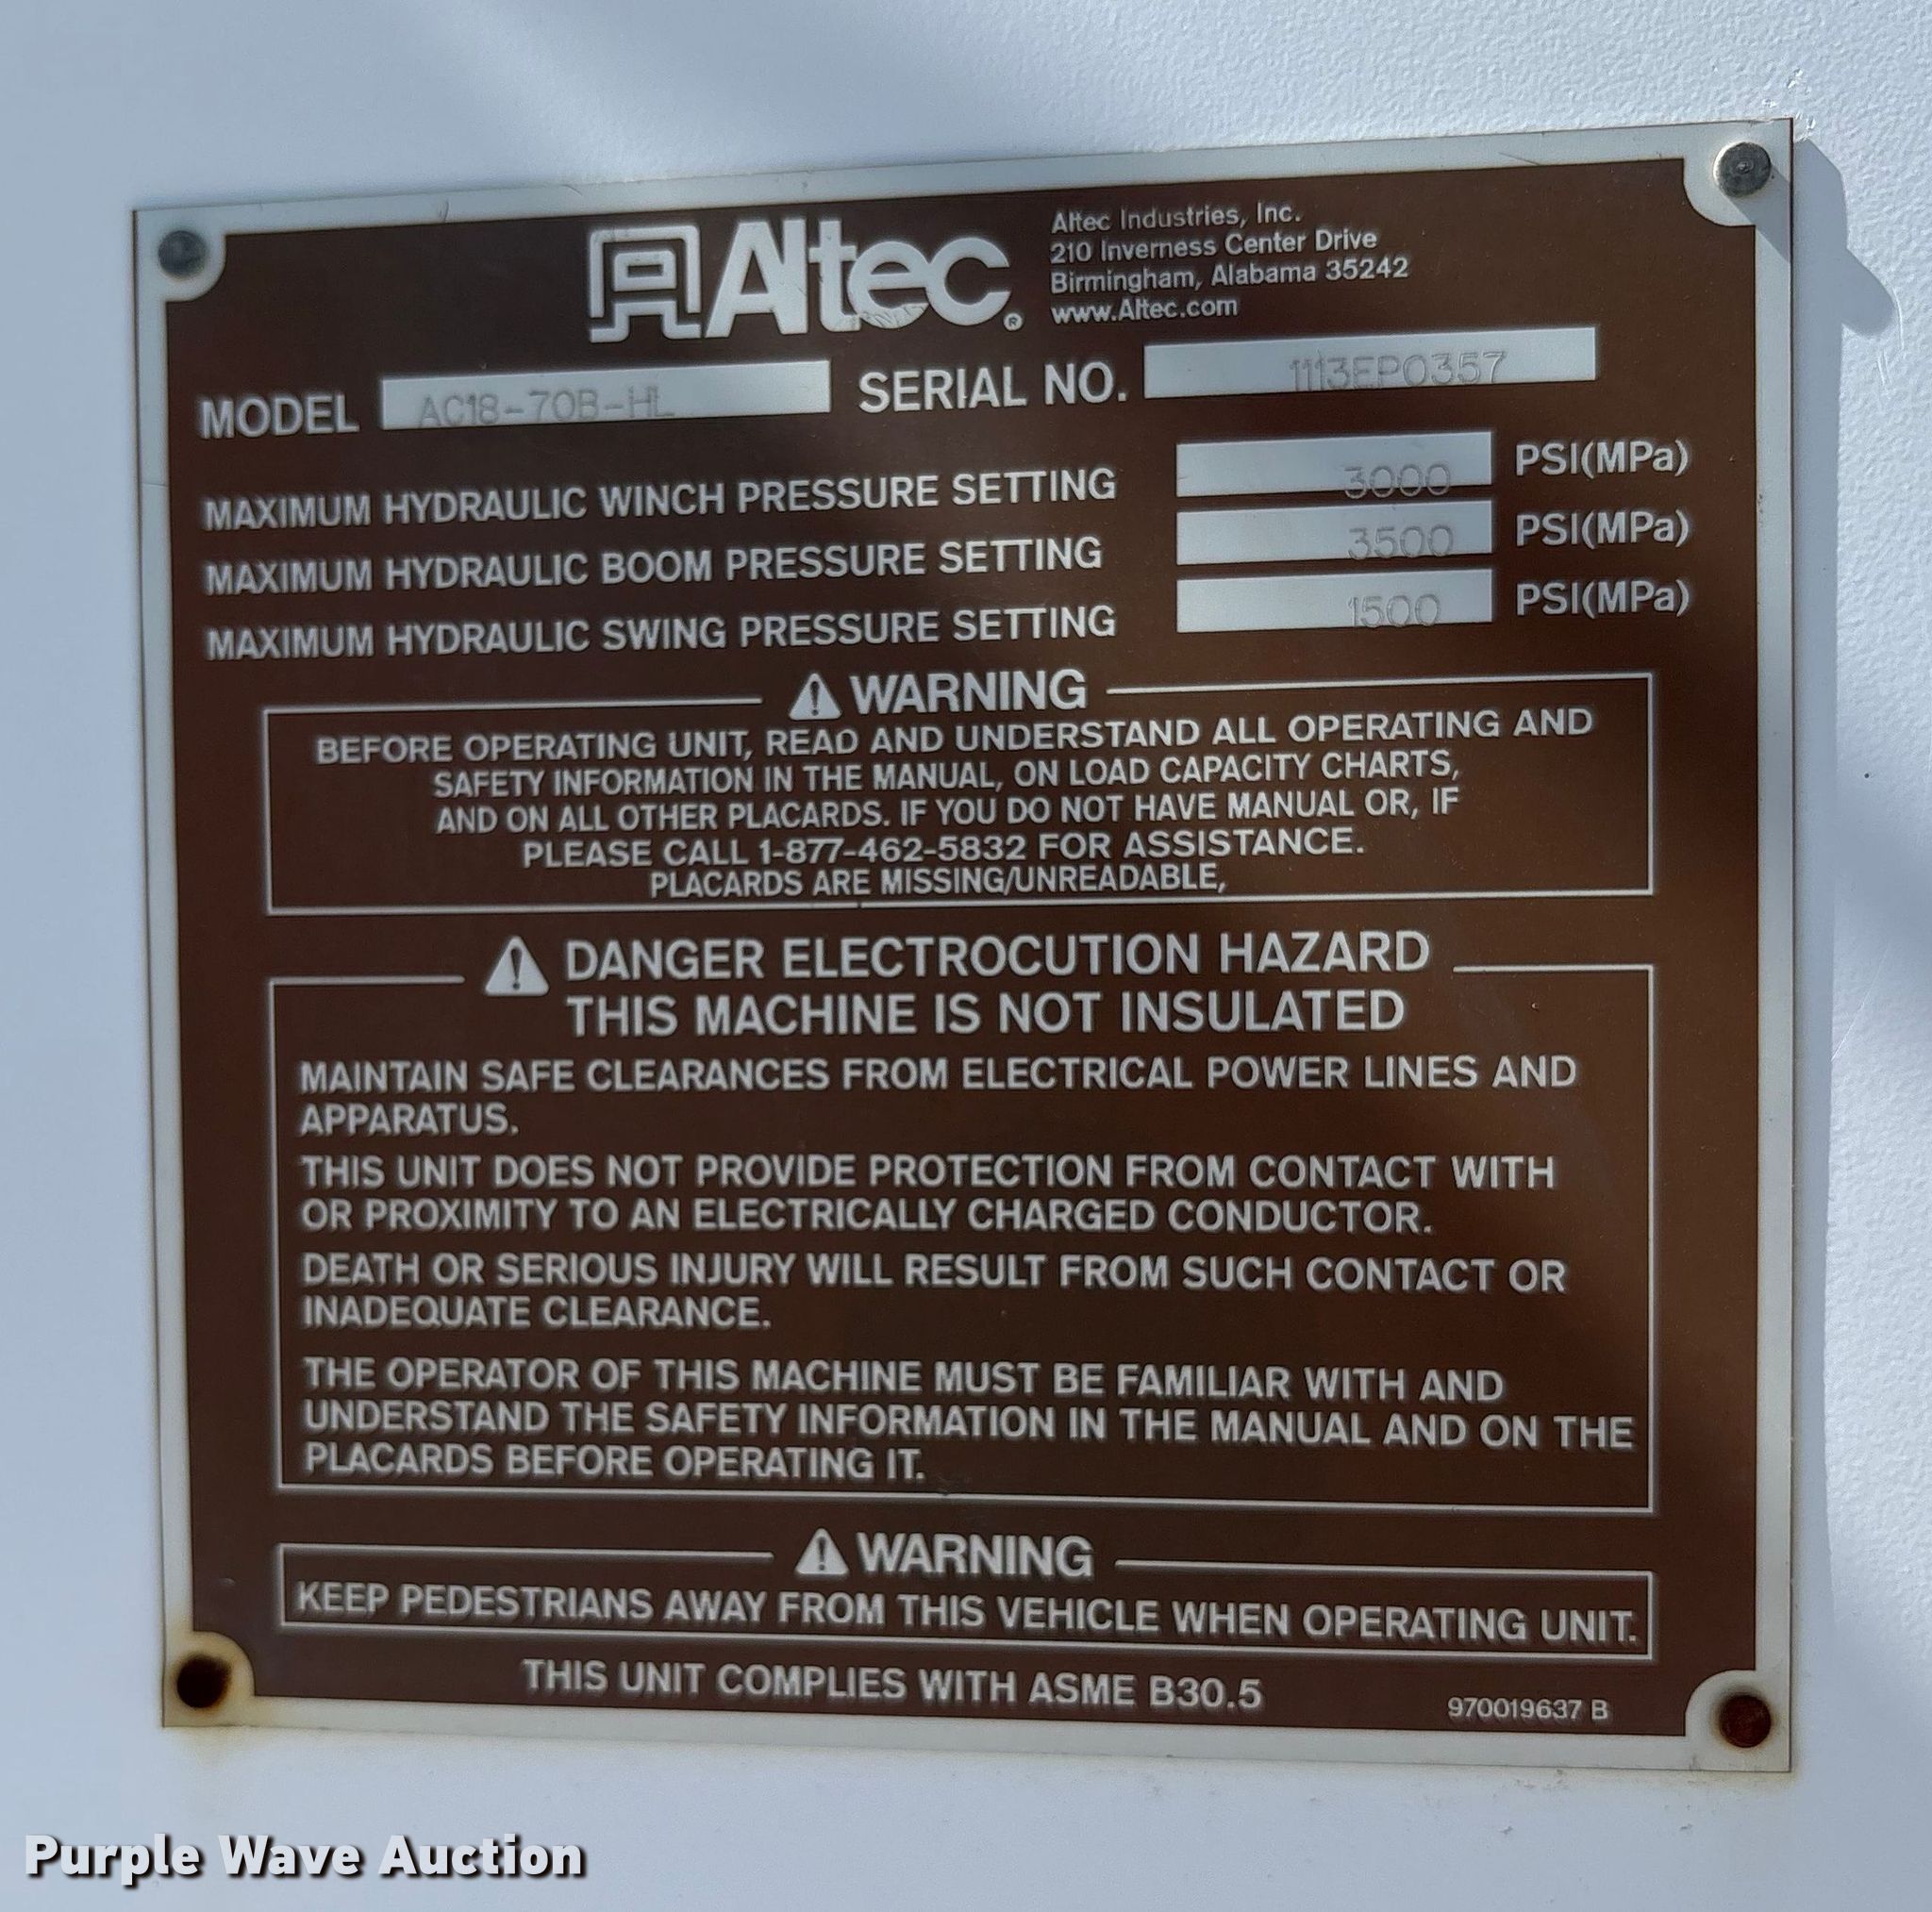 Altec®
Altec Industries, Inc.
210 Inverness Center Drive
Birmingham, Alabama 35242
www.Altec.com
MODEL AC18-70B-HL SERIAL NO. 1113EP0357
MAXIMUM HYDRAULIC WINCH PRESSURE SETTING 3000 PSI(MPa)
MAXIMUM HYDRAULIC BOOM PRESSURE SETTING 3500 PSI(MPa)
MAXIMUM HYDRAULIC SWING PRESSURE SETTING 1500 PSI(MPa)
WARNING
BEFORE OPERATING UNIT, READ AND UNDERSTAND ALL OPERATING AND
SAFETY INFORMATION IN THE MANUAL, ON LOAD CAPACITY CHARTS,
AND ON ALL OTHER PLACARDS. IF YOU DO NOT HAVE MANUAL OR, IF
PLEASE CALL 1-877-462-5832 FOR ASSISTANCE.
PLACARDS ARE MISSING/UNREADABLE,
DANGER ELECTROCUTION HAZARD
THIS MACHINE IS NOT INSULATED
MAINTAIN SAFE CLEARANCES FROM ELECTRICAL POWER LINES AND
APPARATUS.
THIS UNIT DOES NOT PROVIDE PROTECTION FROM CONTACT WITH
OR PROXIMITY TO AN ELECTRICALLY CHARGED CONDUCTOR.
DEATH OR SERIOUS INJURY WILL RESULT FROM SUCH CONTACT OR
INADEQUATE CLEARANCE.
THE OPERATOR OF THIS MACHINE MUST BE FAMILIAR WITH AND
UNDERSTAND THE SAFETY INFORMATION IN THE MANUAL AND ON THE
PLACARDS BEFORE OPERATING IT.
WARNING
KEEP PEDESTRIANS AWAY FROM THIS VEHICLE WHEN OPERATING UNIT.
THIS UNIT COMPLIES WITH ASME B30.5
970019637 B
Purple Wave Auction